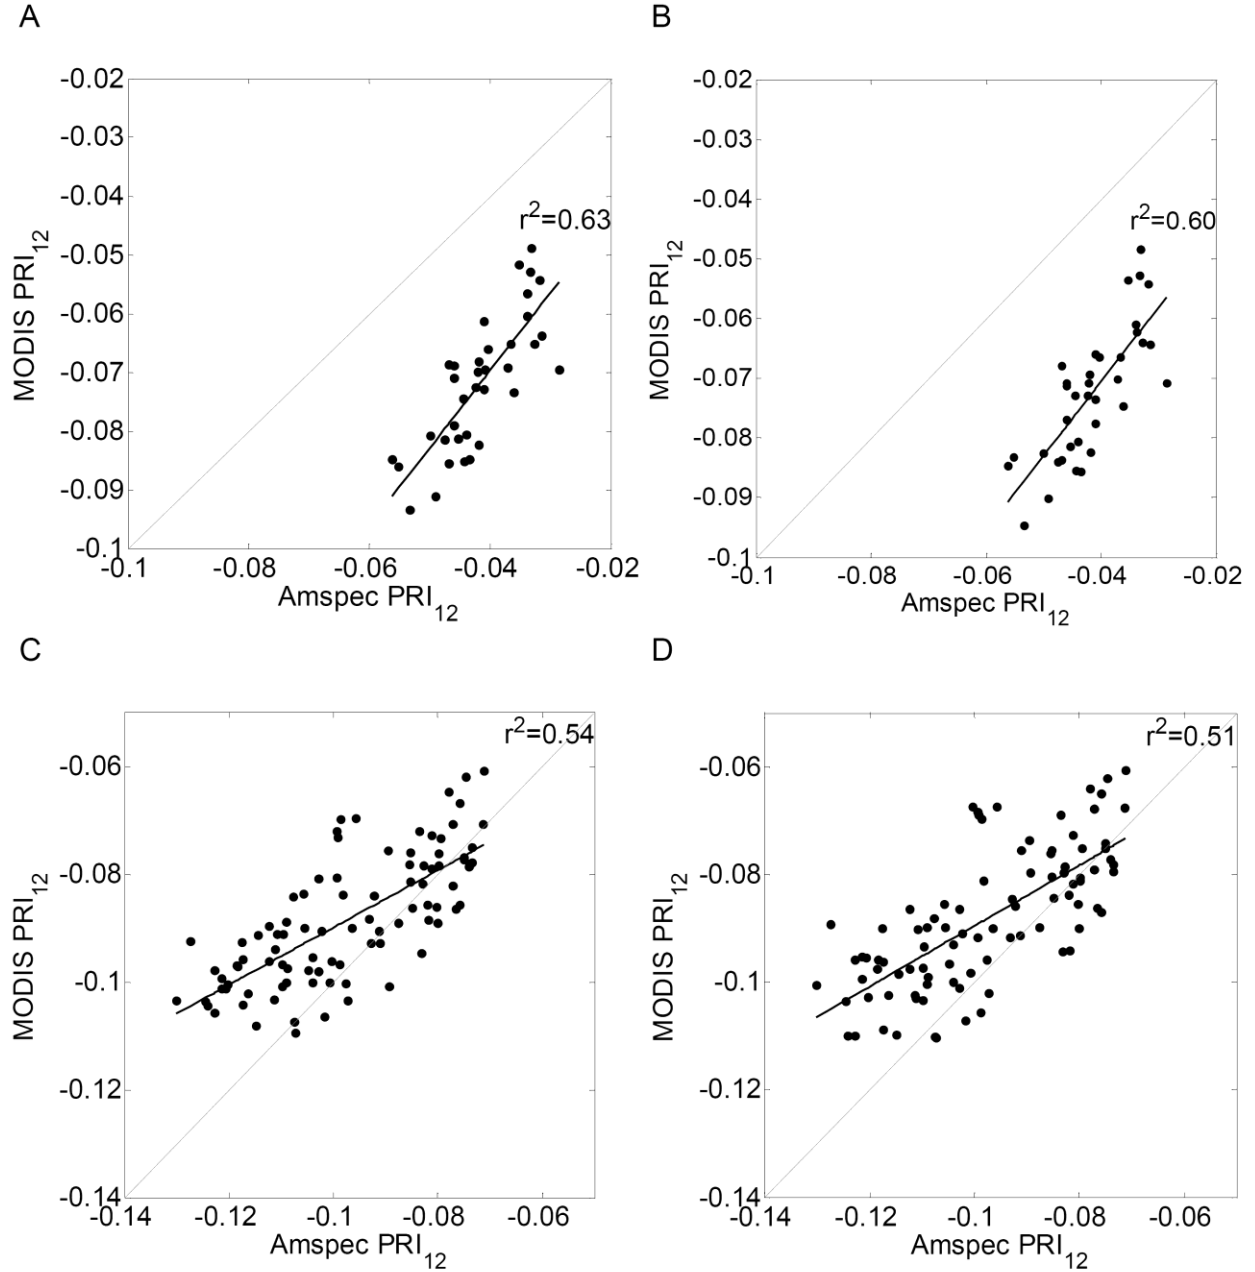 A
-0.02
-0.03
-0.04
-0.05
-0.06
-0.07
-0.08
-0.09
-0.1
-0.1 -0.08 -0.06 -0.04 -0.02
r²=0.63
MODIS PRI₁₂
Amspec PRI₁₂
B
-0.02
-0.03
-0.04
-0.05
-0.06
-0.07
-0.08
-0.09
-0.1
-0.1 -0.08 -0.06 -0.04 -0.02
r²=0.60
MODIS PRI₁₂
Amspec PRI₁₂
C
-0.06
-0.08
-0.1
-0.12
-0.14
-0.14 -0.12 -0.1 -0.08 -0.06
r²=0.54
MODIS PRI₁₂
Amspec PRI₁₂
D
-0.06
-0.08
-0.1
-0.12
-0.14
-0.14 -0.12 -0.1 -0.08 -0.06
r²=0.51
MODIS PRI₁₂
Amspec PRI₁₂